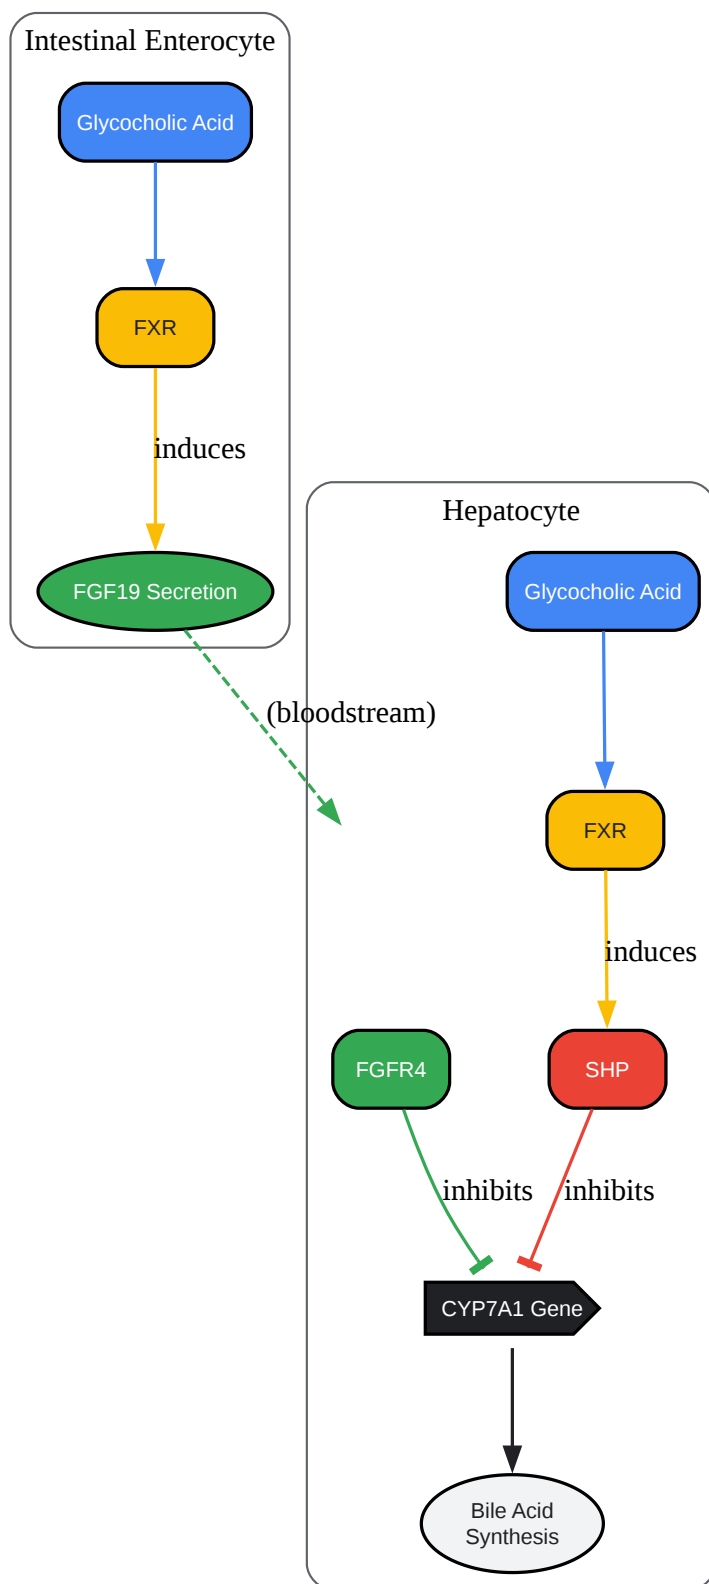 Intestinal Enterocyte
Glycocholic Acid
FXR
induces
FGF19 Secretion
(bloodstream)
Hepatocyte
Glycocholic Acid
FXR
induces
FGFR4
SHP
inhibits
inhibits
CYP7A1 Gene
Bile Acid
Synthesis